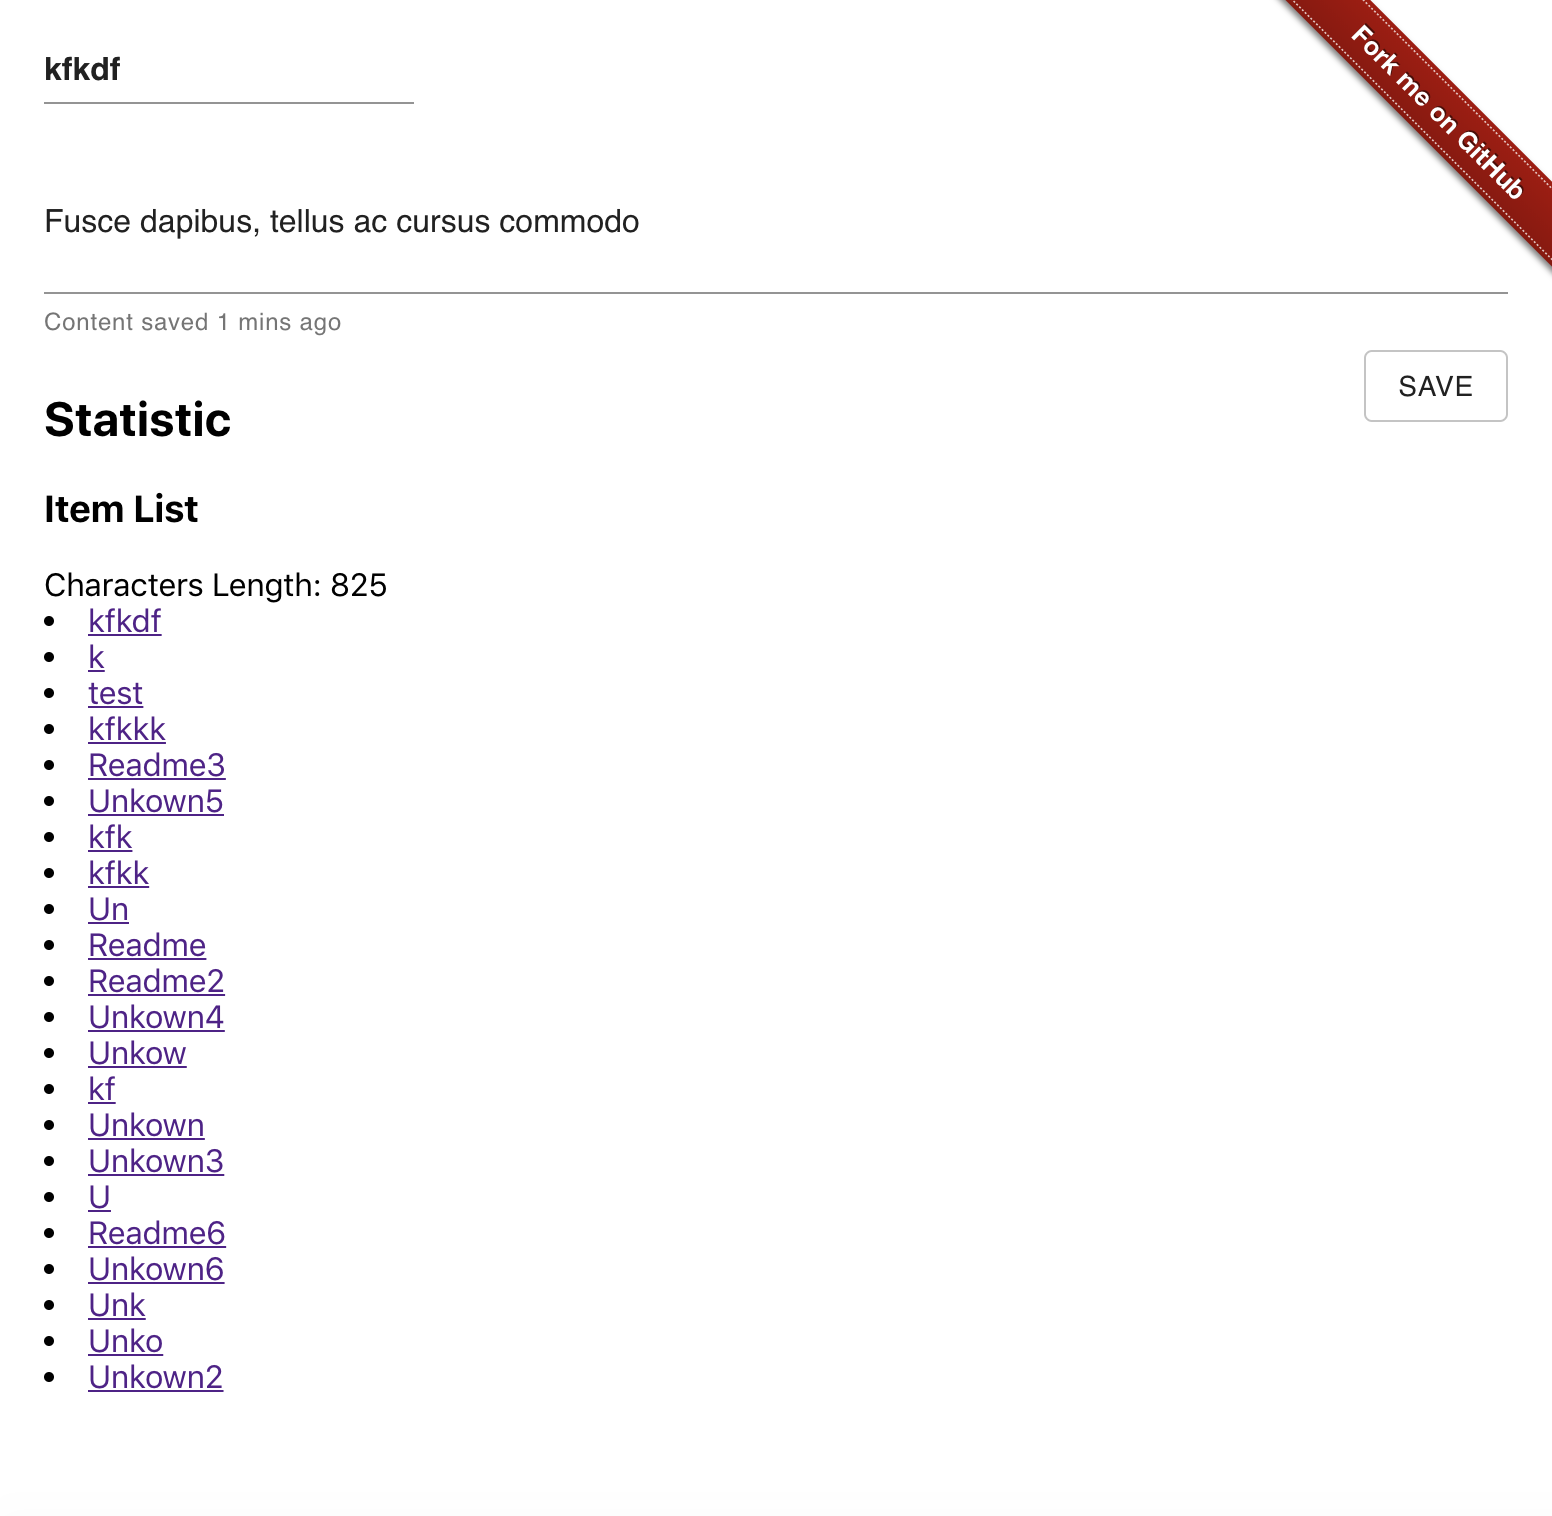 kfkdf
Fork me on GitHub
Fusce dapibus, tellus ac cursus commodo
Content saved 1 mins ago
SAVE
Statistic
Item List
Characters Length: 825
kfkdf
k
test
kfkkk
Readme3
Unkown5
kfk
kfkk
Un
Readme
Readme2
Unkown4
Unkow
kf
Unkown
Unkown3
U
Readme6
Unkown6
Unk
Unko
Unkown2